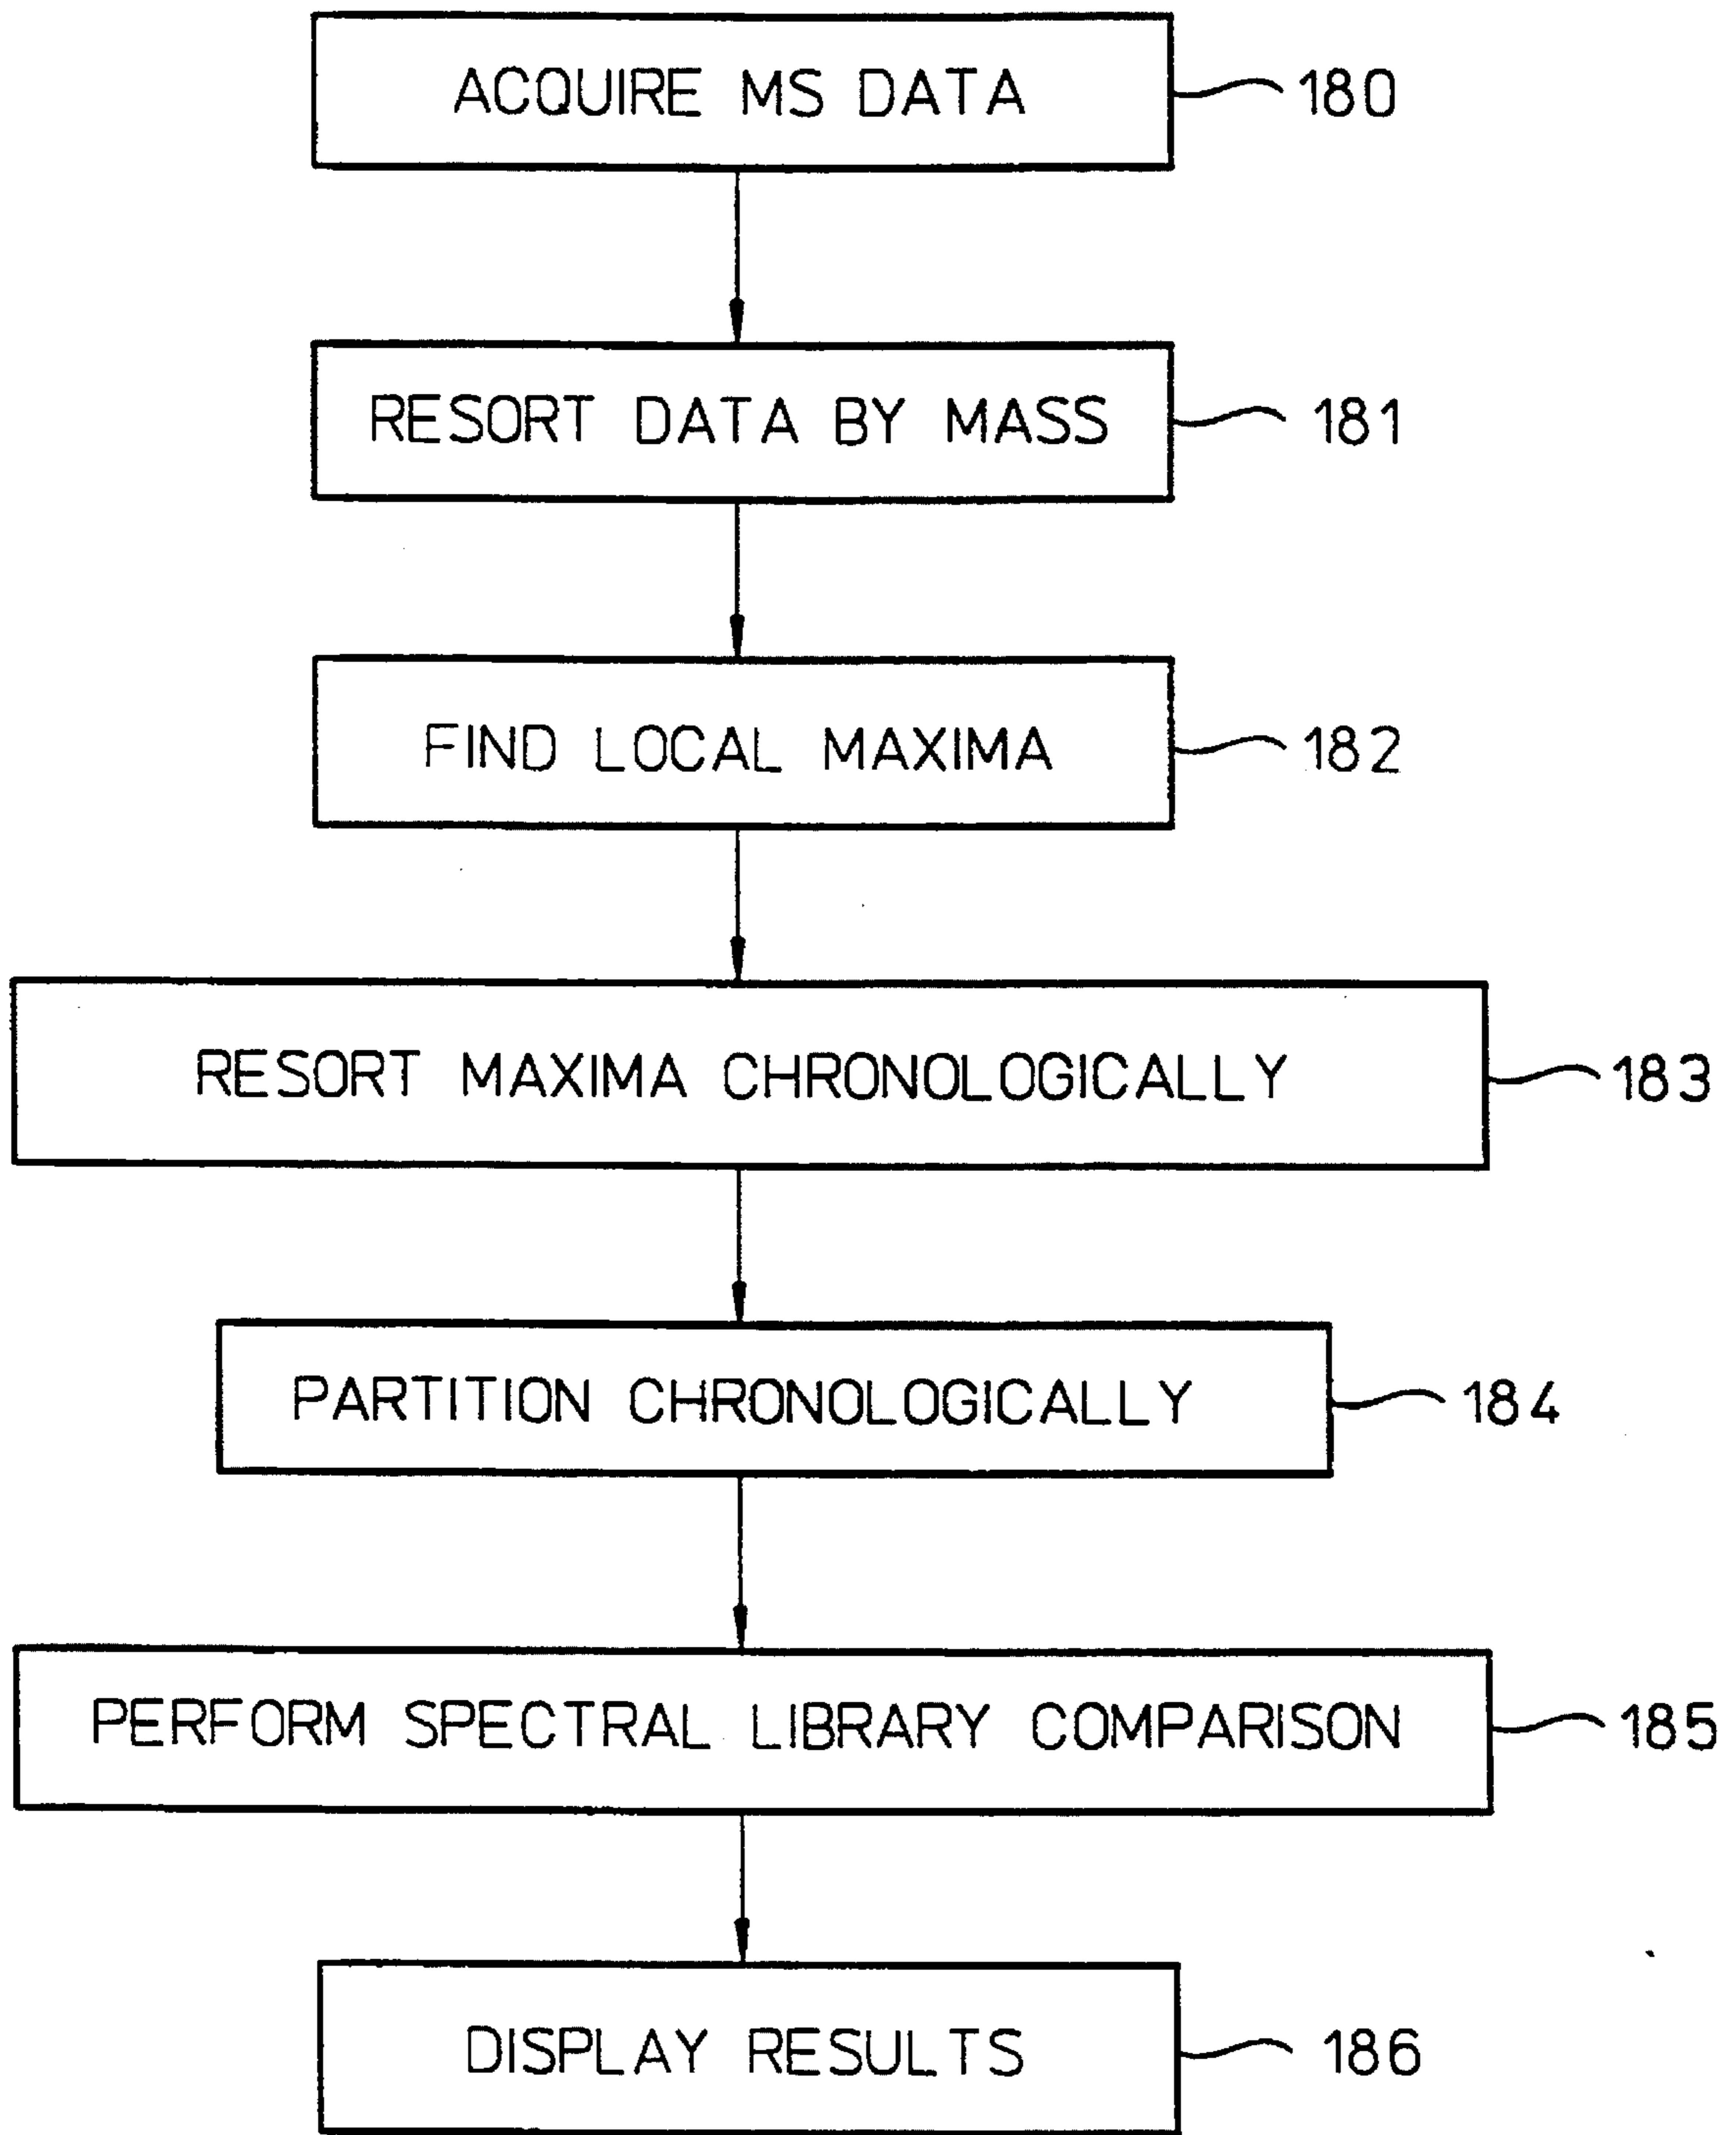 ACQUIRE MS DATA 180
RESORT DATA BY MASS 181
FIND LOCAL MAXIMA 182
RESORT MAXIMA CHRONOLOGICALLY 183
PARTITION CHRONOLOGICALLY 184
PERFORM SPECTRAL LIBRARY COMPARISON 185
DISPLAY RESULTS 186